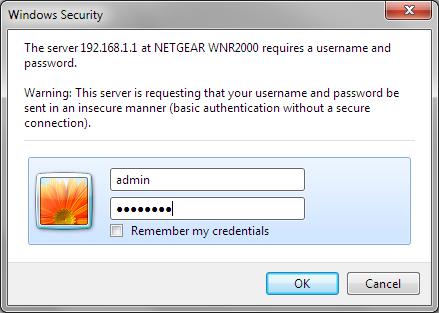 Windows Security
The server 192.168.1.1 at NETGEAR WNR2000 requires a username and
password.
Warning: This server is requesting that your username and password be
sent in an insecure manner (basic authentication without a secure
connection).
admin
●●●●●●●●
Remember my credentials
OK Cancel